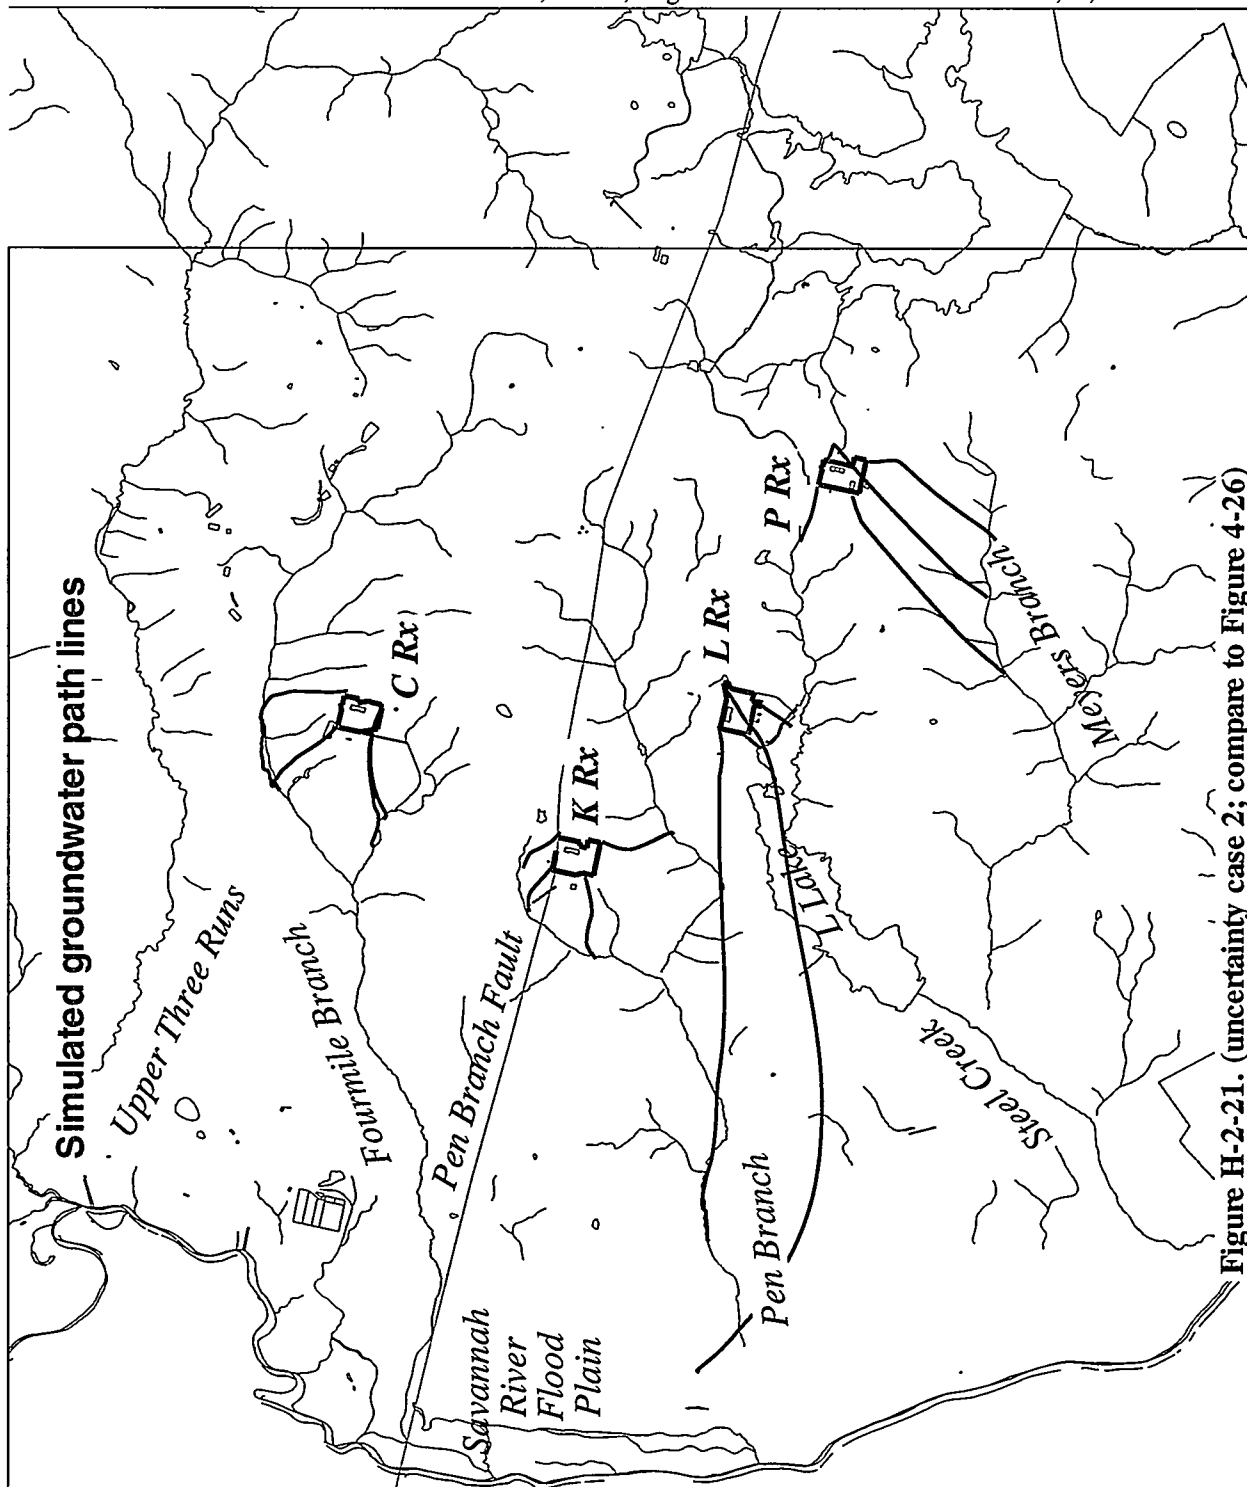 Simulated groundwater path lines
Upper Three Runs
Fourmile Branch
C Rx
Pen Branch Fault
K Rx
L Rx
P Rx
L Lake
Meyers Branch
Steel Creek
Pen Branch
Savannah
River
Flood
Plain
Figure H-2-21. (uncertainty case 2; compare to Figure 4-26)